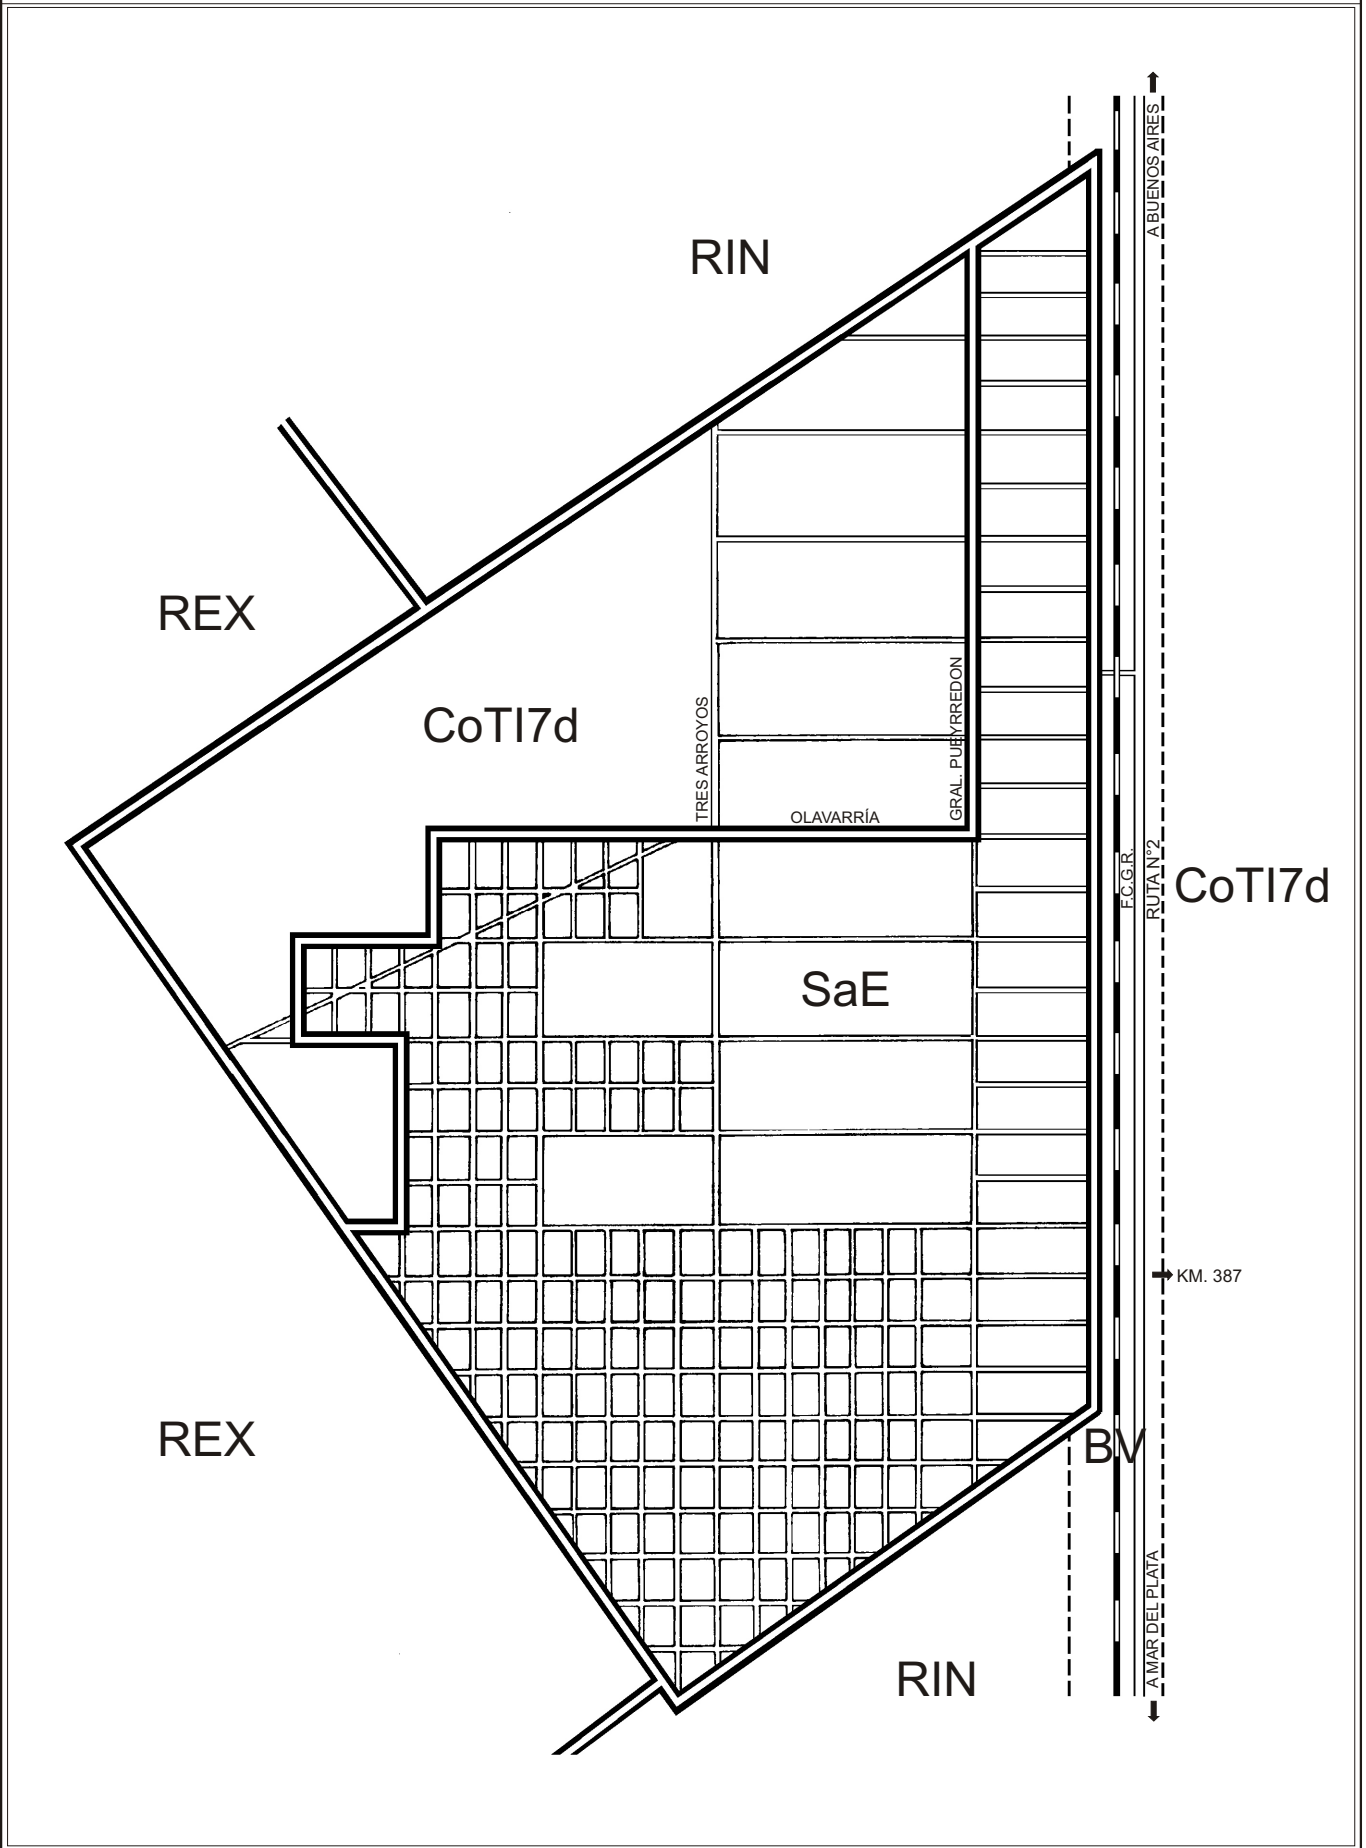 A BUENOS AIRES
RIN
REX
CoTI7d
TRES ARROYOS
GRAL. PUEYRREDON
OLAVARRÍA
F.C.G.R.
RUTA N°2
CoTI7d
SaE
KM. 387
REX
BV
A MAR DEL PLATA
RIN